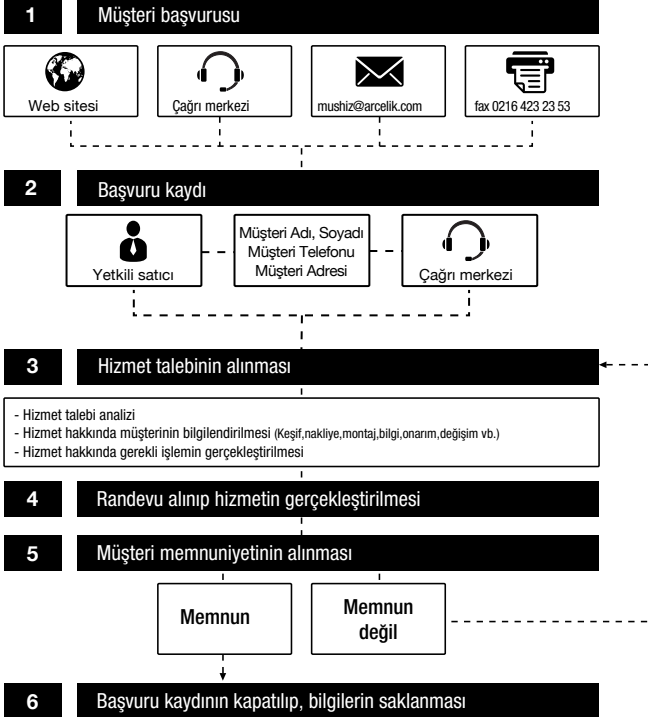 1 Müşteri başvurusu
Web sitesi
Çağrı merkezi
mushiz@arcelik.com
fax 0216 423 23 53
2 Başvuru kaydı
Yetkili satıcı
Müşteri Adı, Soyadı
Müşteri Telefonu
Müşteri Adresi
Çağrı merkezi
3 Hizmet talebinin alınması
- Hizmet talebi analizi
- Hizmet hakkında müşterinin bilgilendirilmesi (Keşif,nakliye,montaj,bilgi,onarım,değişim vb.)
- Hizmet hakkında gerekli işlemin gerçekleştirilmesi
4 Randevu alınıp hizmetin gerçekleştirilmesi
5 Müşteri memnuniyetinin alınması
Memnun
Memnun
değil
6 Başvuru kaydının kapatılıp, bilgilerin saklanması